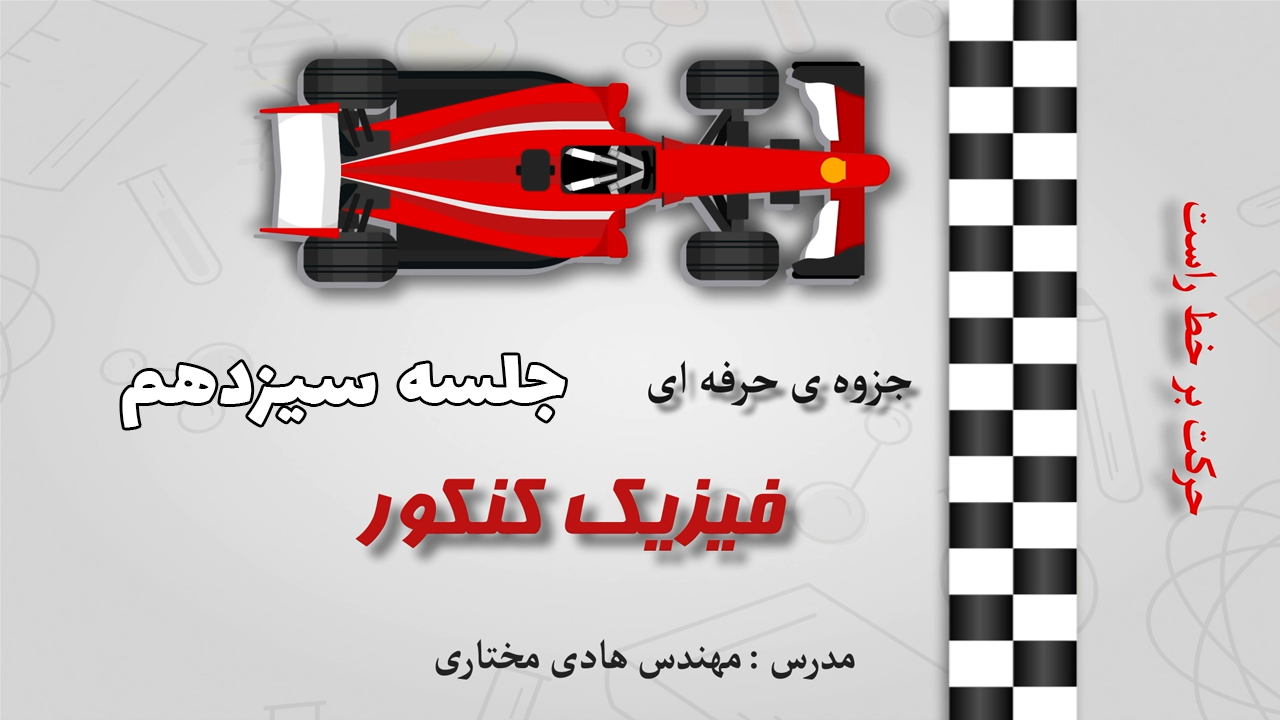 جزوه ی حرفه ای
جلسه سیزدهم
فیزیک کنکور
مدرس : مهندس هادی مختاری
حرکت بر خط راست